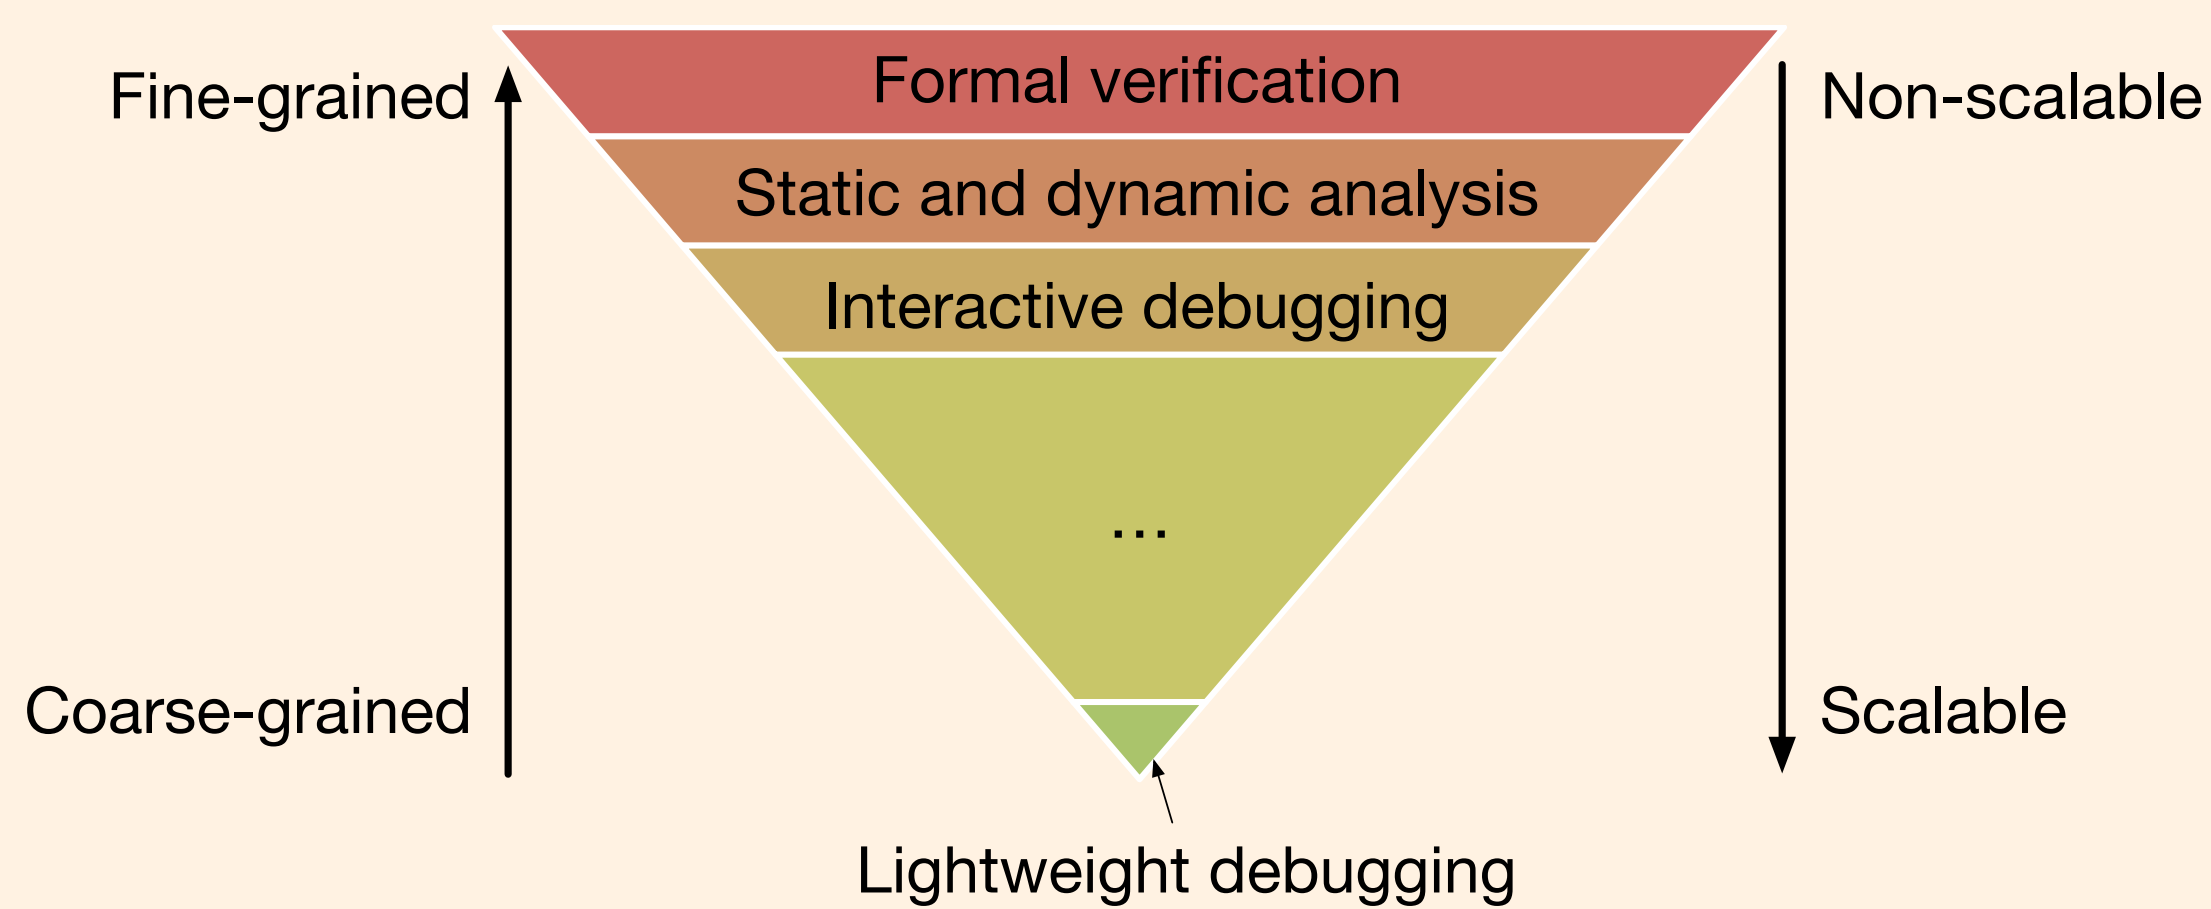 Formal verification
Fine-grained
Non-scalable
Static and dynamic analysis
Interactive debugging
...
Coarse-grained
Scalable
Lightweight debugging